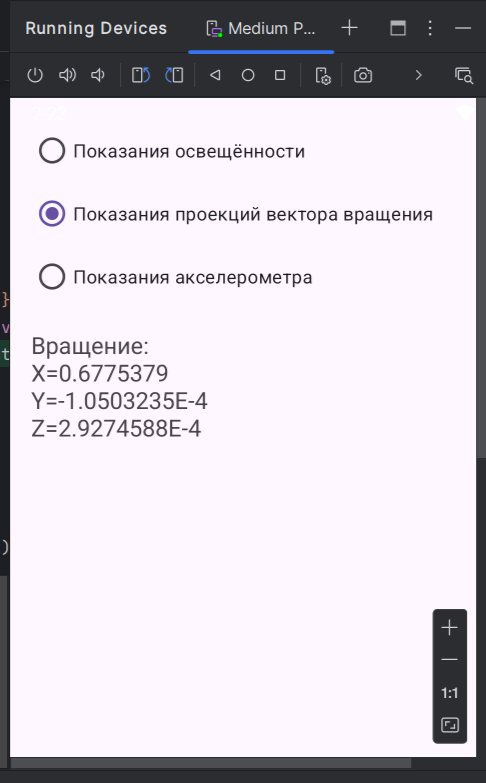 Running Devices
Medium P...
2:23
Показания освещённости
Показания проекций вектора вращения
Показания акселерометра
}
v
t
Вращение:
X=0.6775379
Y=-1.0503235E-4
Z=2.9274588E-4
)
1:1